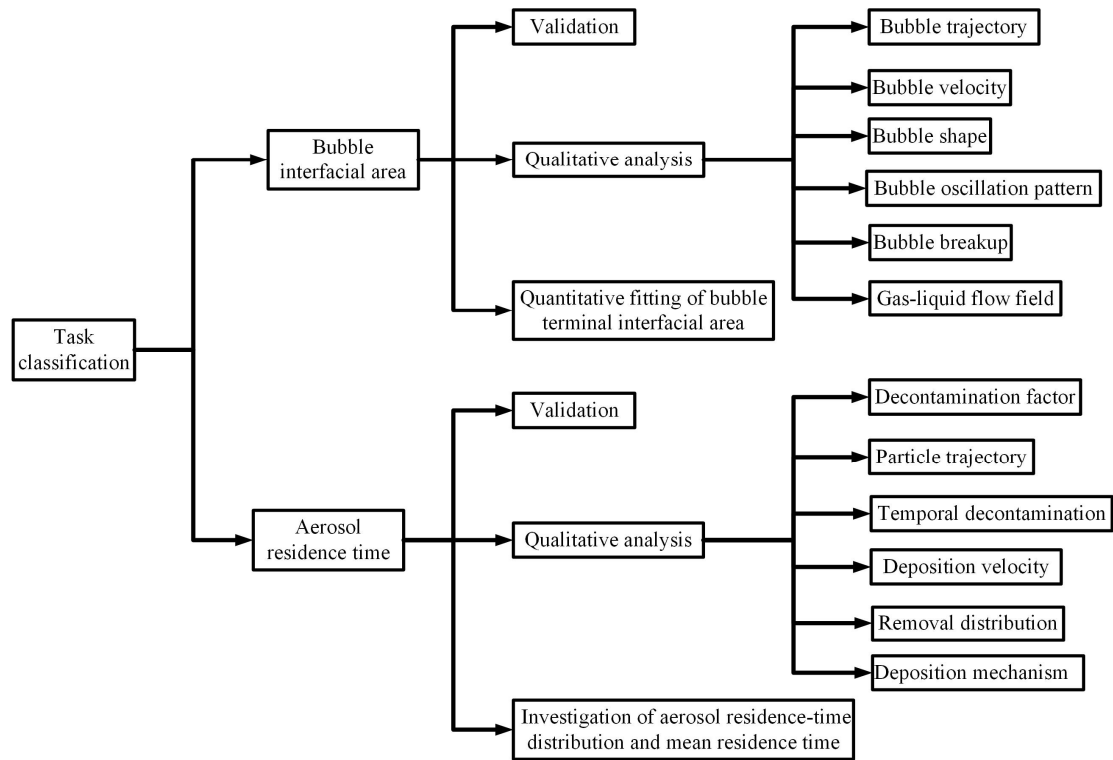 Task
classification
Bubble
interfacial area
Validation
Qualitative analysis
Quantitative fitting of bubble
terminal interfacial area
Bubble trajectory
Bubble velocity
Bubble shape
Bubble oscillation pattern
Bubble breakup
Gas-liquid flow field
Aerosol
residence time
Validation
Qualitative analysis
Investigation of aerosol residence-time
distribution and mean residence time
Decontamination factor
Particle trajectory
Temporal decontamination
Deposition velocity
Removal distribution
Deposition mechanism